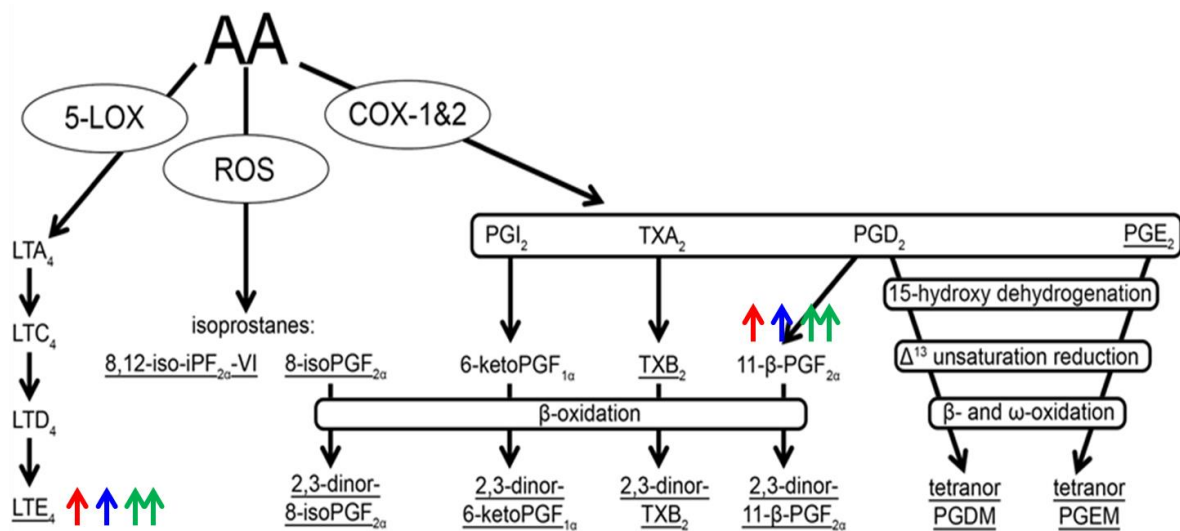 AA
5-LOX
ROS
COX-1&2
PGI₂ TXA₂ PGD₂ PGE₂
LTA₄
15-hydroxy dehydrogenation
LTC₄
isoprostanes:
8,12-iso-iPF₂α-VI 8-isoPGF₂α 6-ketoPGF₁α TXB₂ 11-β-PGF₂α
Δ¹³ unsaturation reduction
LTD₄
β-oxidation
β- and ω-oxidation
LTE₄
2,3-dinor-
8-isoPGF₂α
2,3-dinor-
6-ketoPGF₁α
2,3-dinor-
TXB₂
2,3-dinor-
11-β-PGF₂α
tetranor
PGDM
tetranor
PGEM